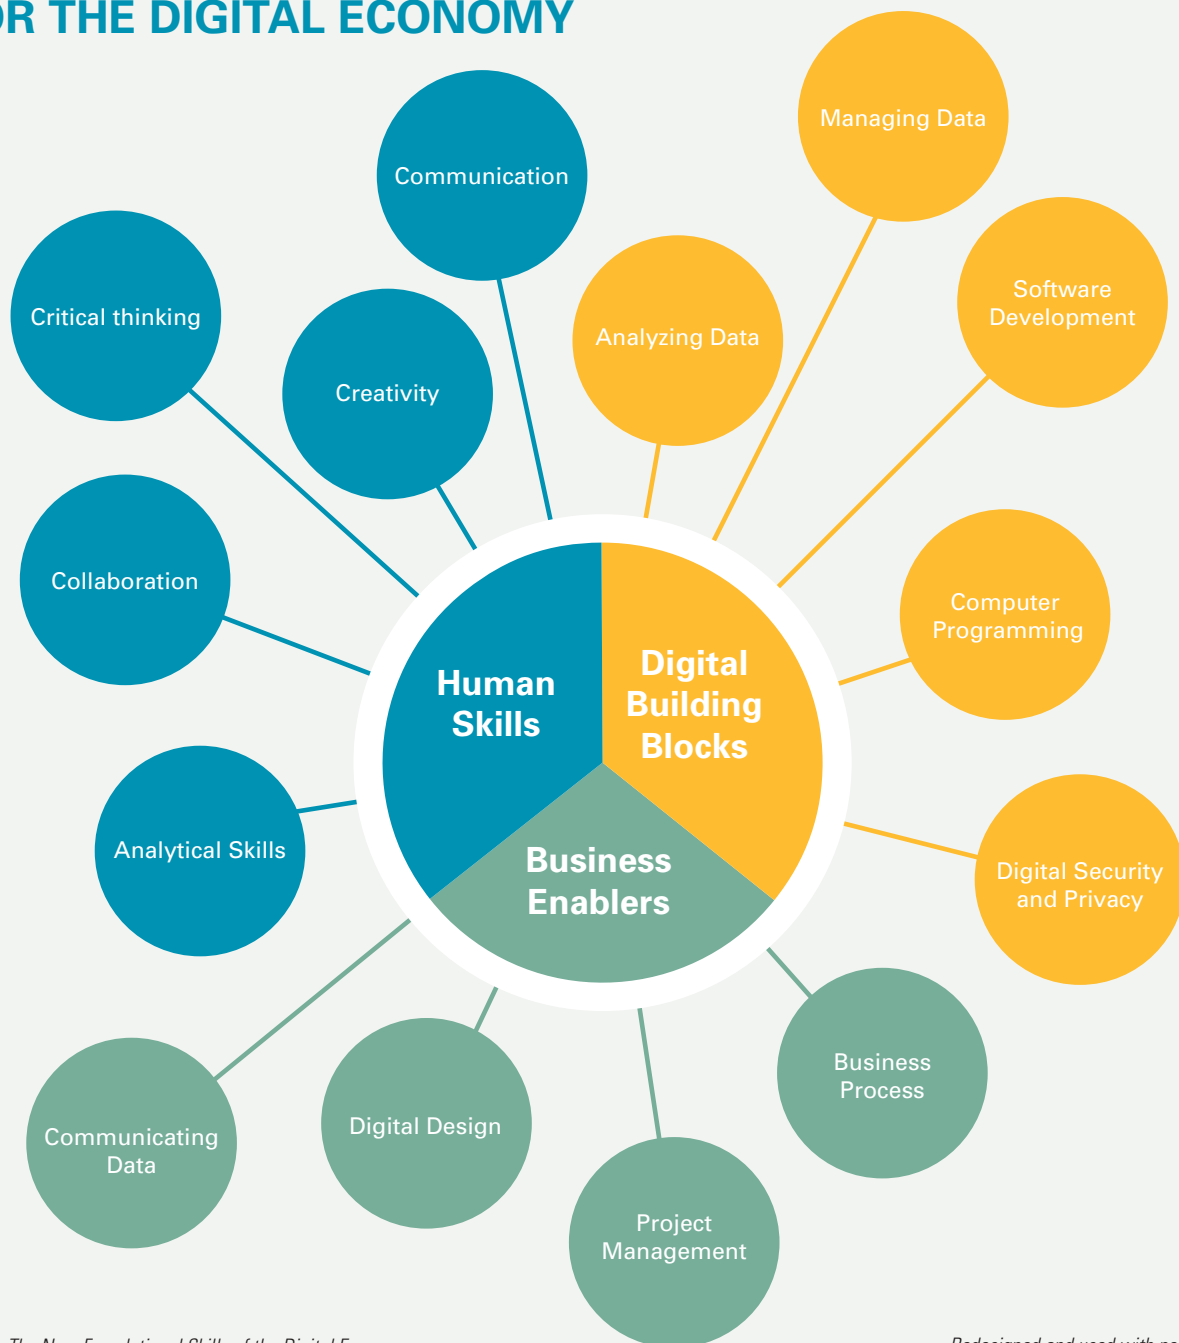 OR THE DIGITAL ECONOMY
Managing Data
Communication
Software
Development
Critical thinking
Analyzing Data
Creativity
Collaboration
Computer
Programming
Human
Skills
Digital
Building
Blocks
Analytical Skills
Business
Enablers
Digital Security
and Privacy
Business
Process
Communicating
Data
Digital Design
Project
Management